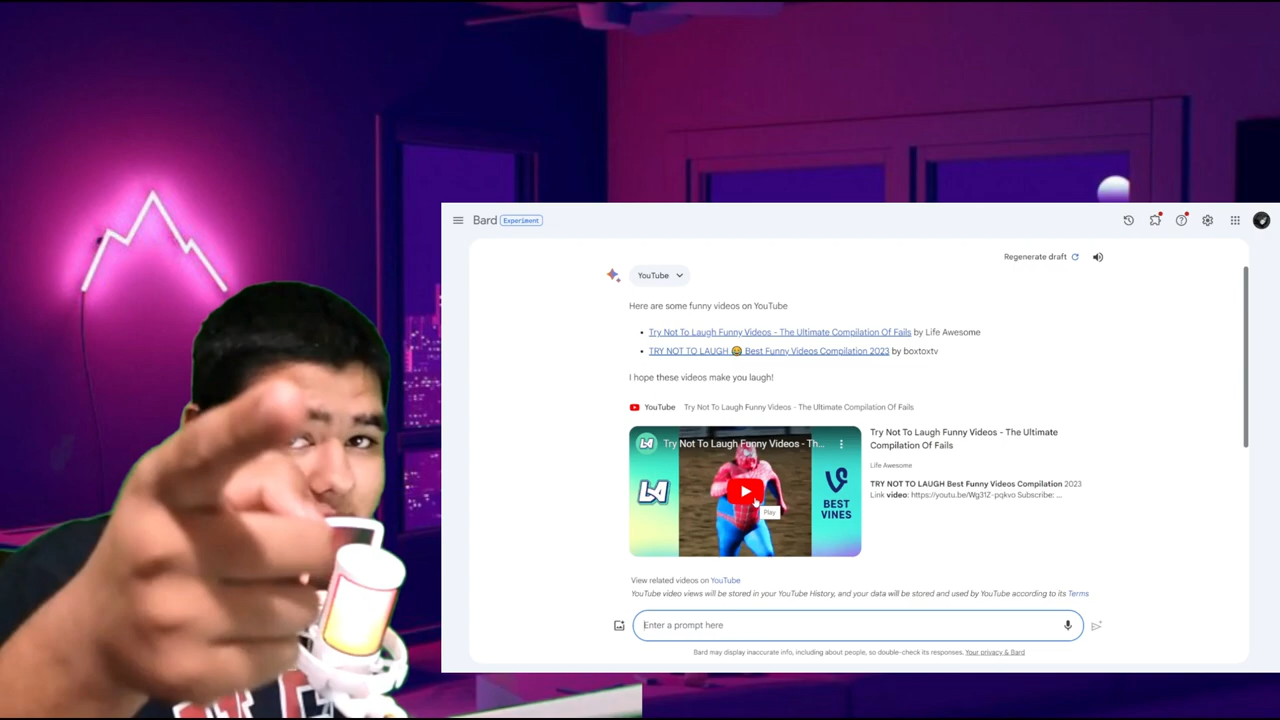 Bard Experiment
Regenerate draft
YouTube
Here are some funny videos on YouTube
• Try Not To Laugh Funny Videos - The Ultimate Compilation Of Fails by Life Awesome
• TRY NOT TO LAUGH 😂 Best Funny Videos Compilation 2023 by boxtoxtv
I hope these videos make you laugh!
YouTube Try Not To Laugh Funny Videos - The Ultimate Compilation Of Fails
Try Not To Laugh Funny Videos - Th...
LA
BEST
VINES
Play
Try Not To Laugh Funny Videos - The Ultimate
Compilation Of Fails
Life Awesome
TRY NOT TO LAUGH Best Funny Videos Compilation 2023
Link video: https://youtu.be/Wg31Z-pqkvo Subscribe: ...
View related videos on YouTube
YouTube video views will be stored in your YouTube History, and your data will be stored and used by YouTube according to its Terms
Enter a prompt here
Bard may display inaccurate info, including about people, so double-check its responses. Your privacy & Bard